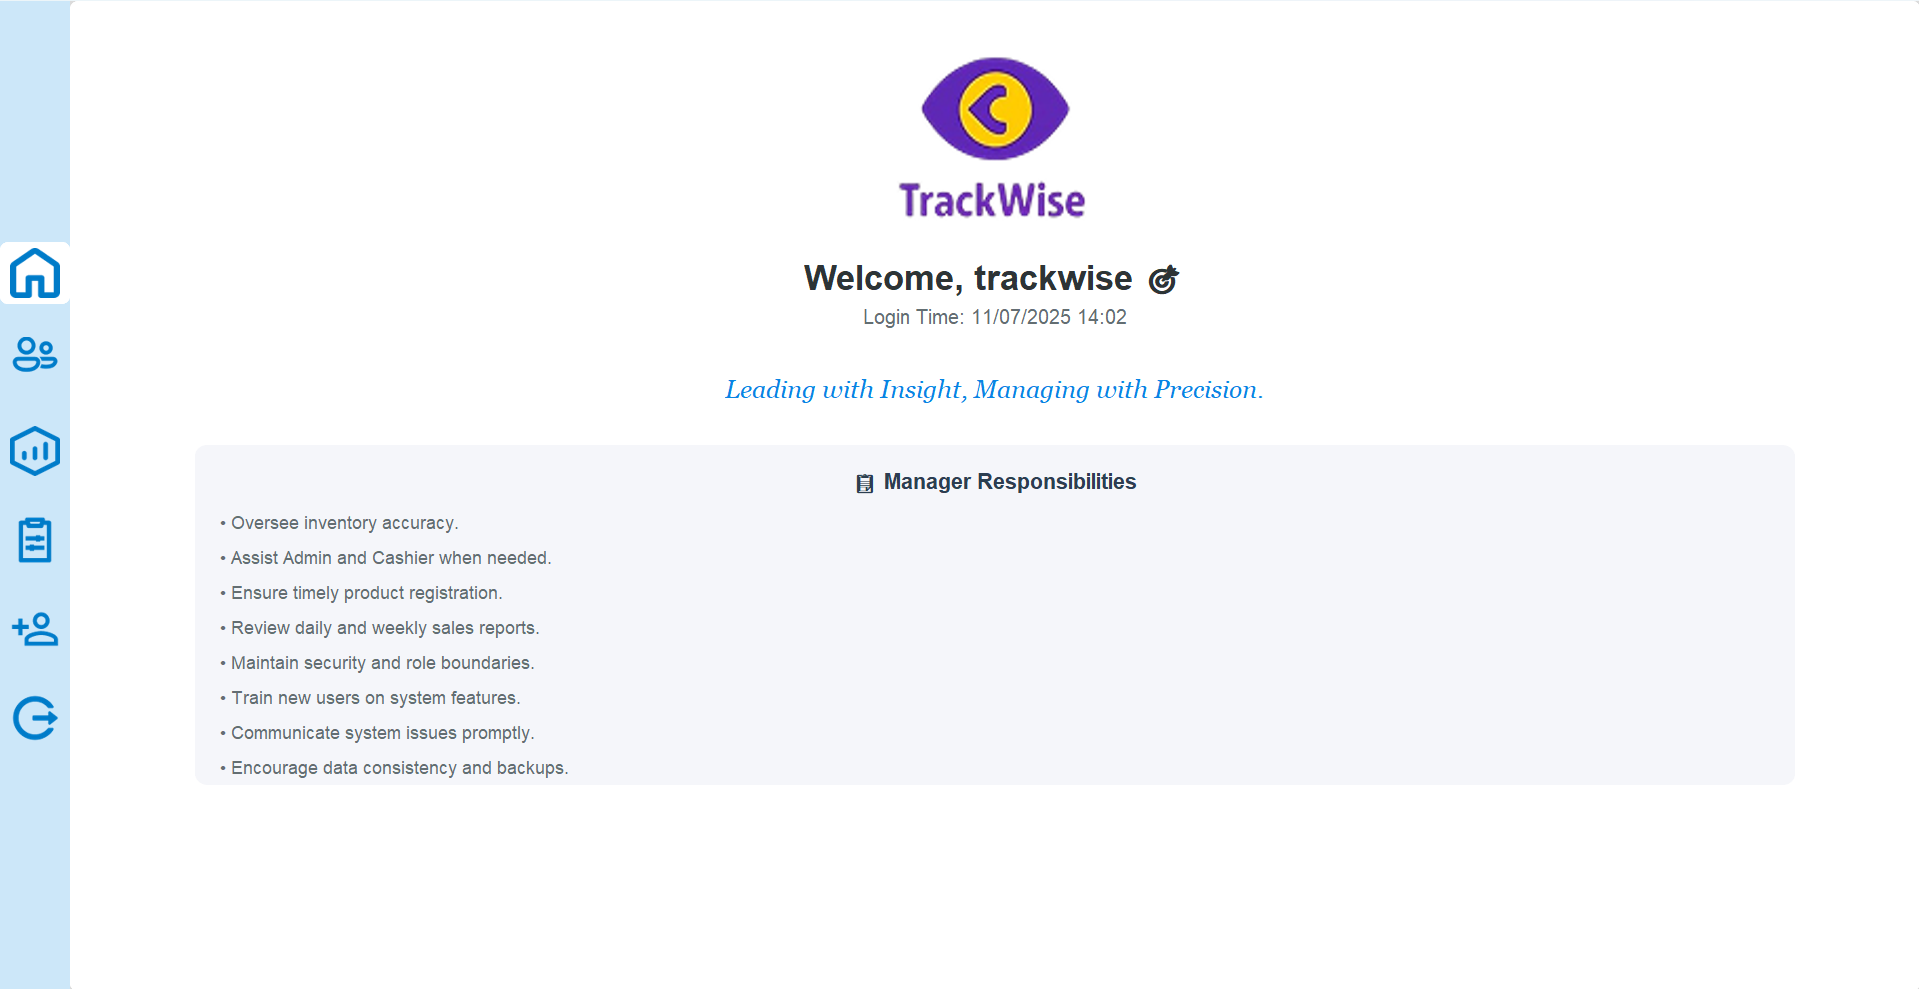 TrackWise
Welcome, trackwise
Login Time: 11/07/2025 14:02
Leading with Insight, Managing with Precision.
Manager Responsibilities
• Oversee inventory accuracy.
• Assist Admin and Cashier when needed.
• Ensure timely product registration.
• Review daily and weekly sales reports.
• Maintain security and role boundaries.
• Train new users on system features.
• Communicate system issues promptly.
• Encourage data consistency and backups.